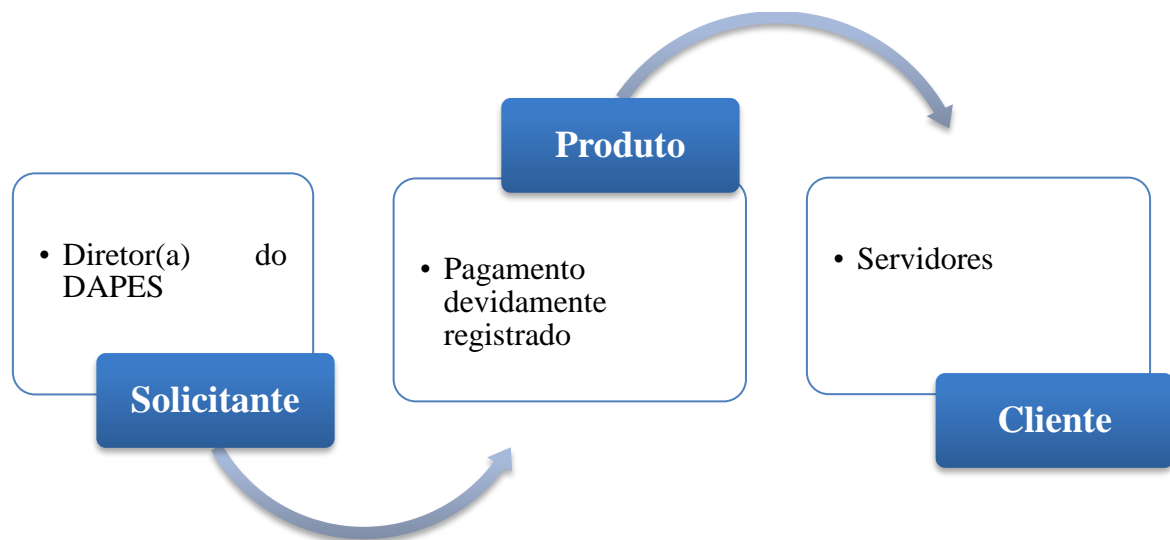 • Diretor(a) do
DAPES
Solicitante
Produto
• Pagamento
devidamente
registrado
• Servidores
Cliente